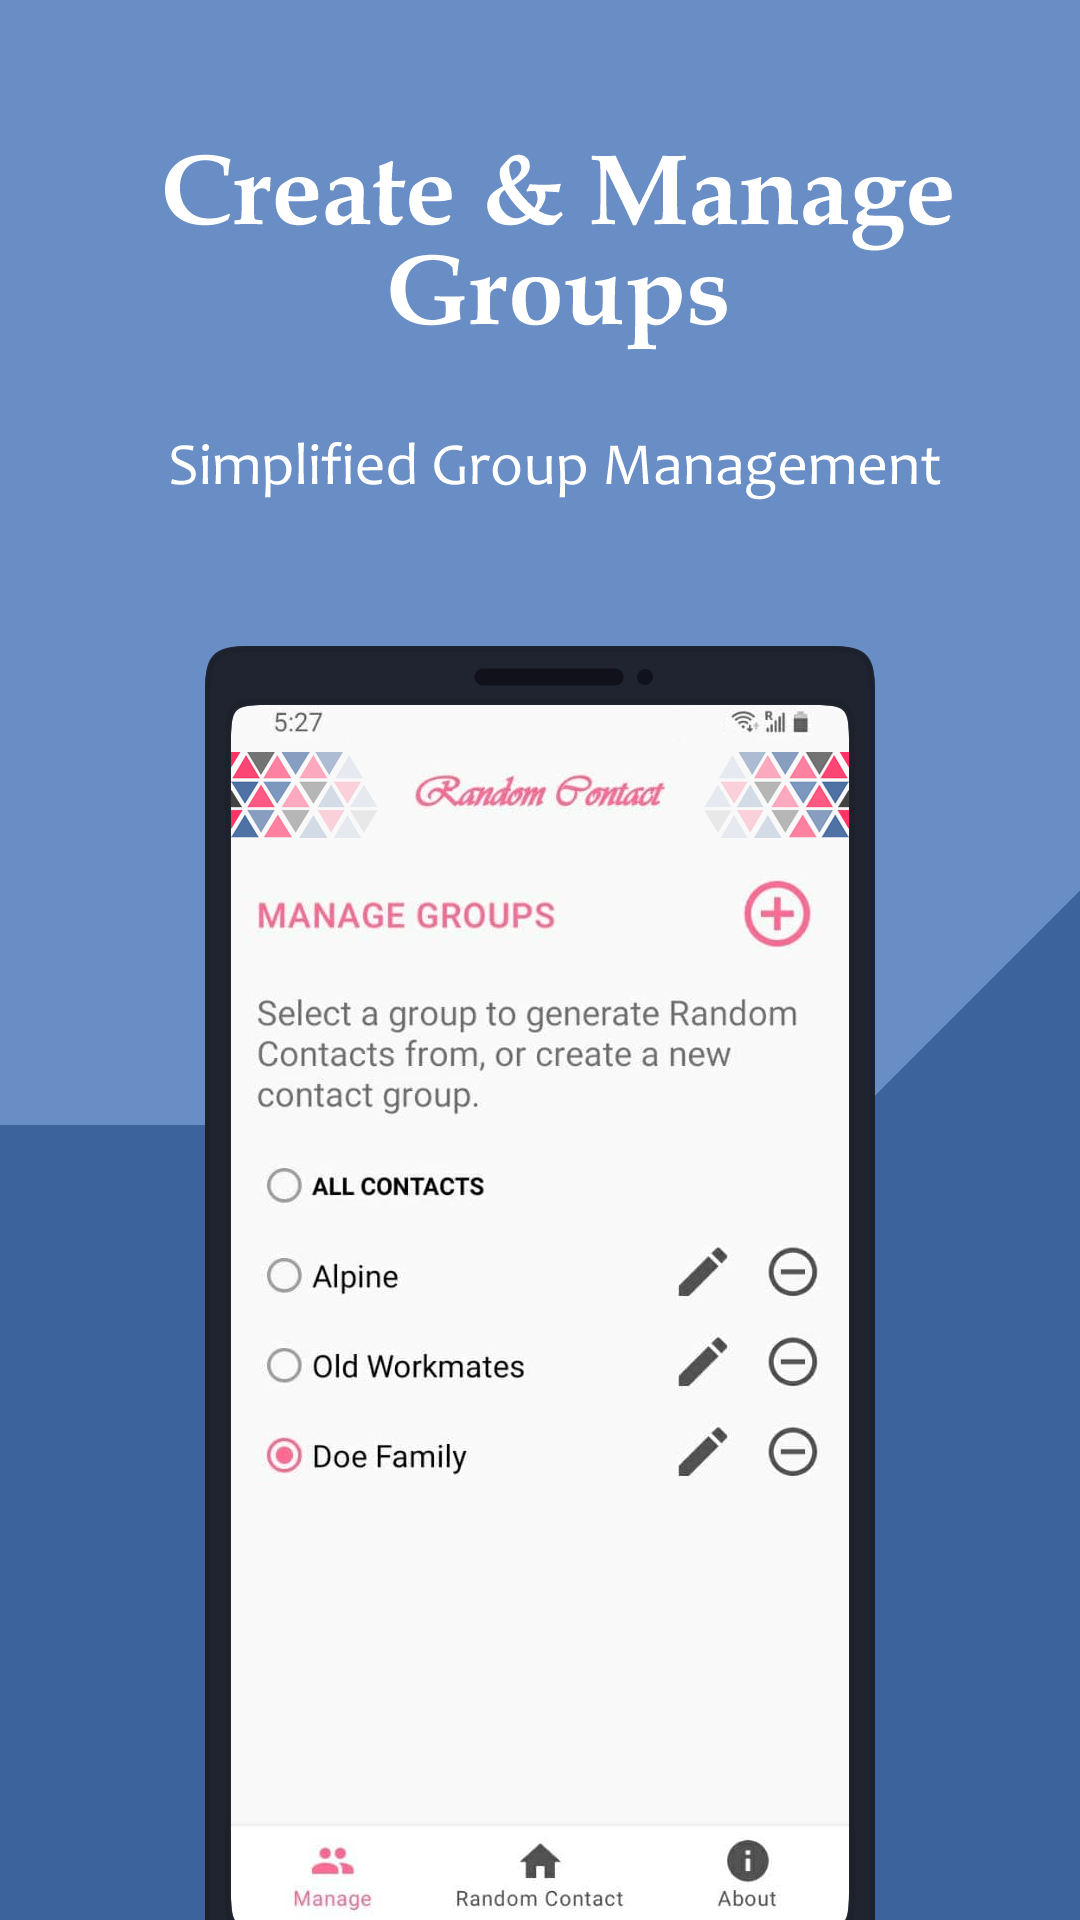 Create & Manage
Groups
Simplified Group Management
5:27
R
Random Contact
MANAGE GROUPS
Select a group to generate Random
Contacts from, or create a new
contact group.
ALL CONTACTS
Alpine
Old Workmates
Doe Family
Manage
Random Contact
About